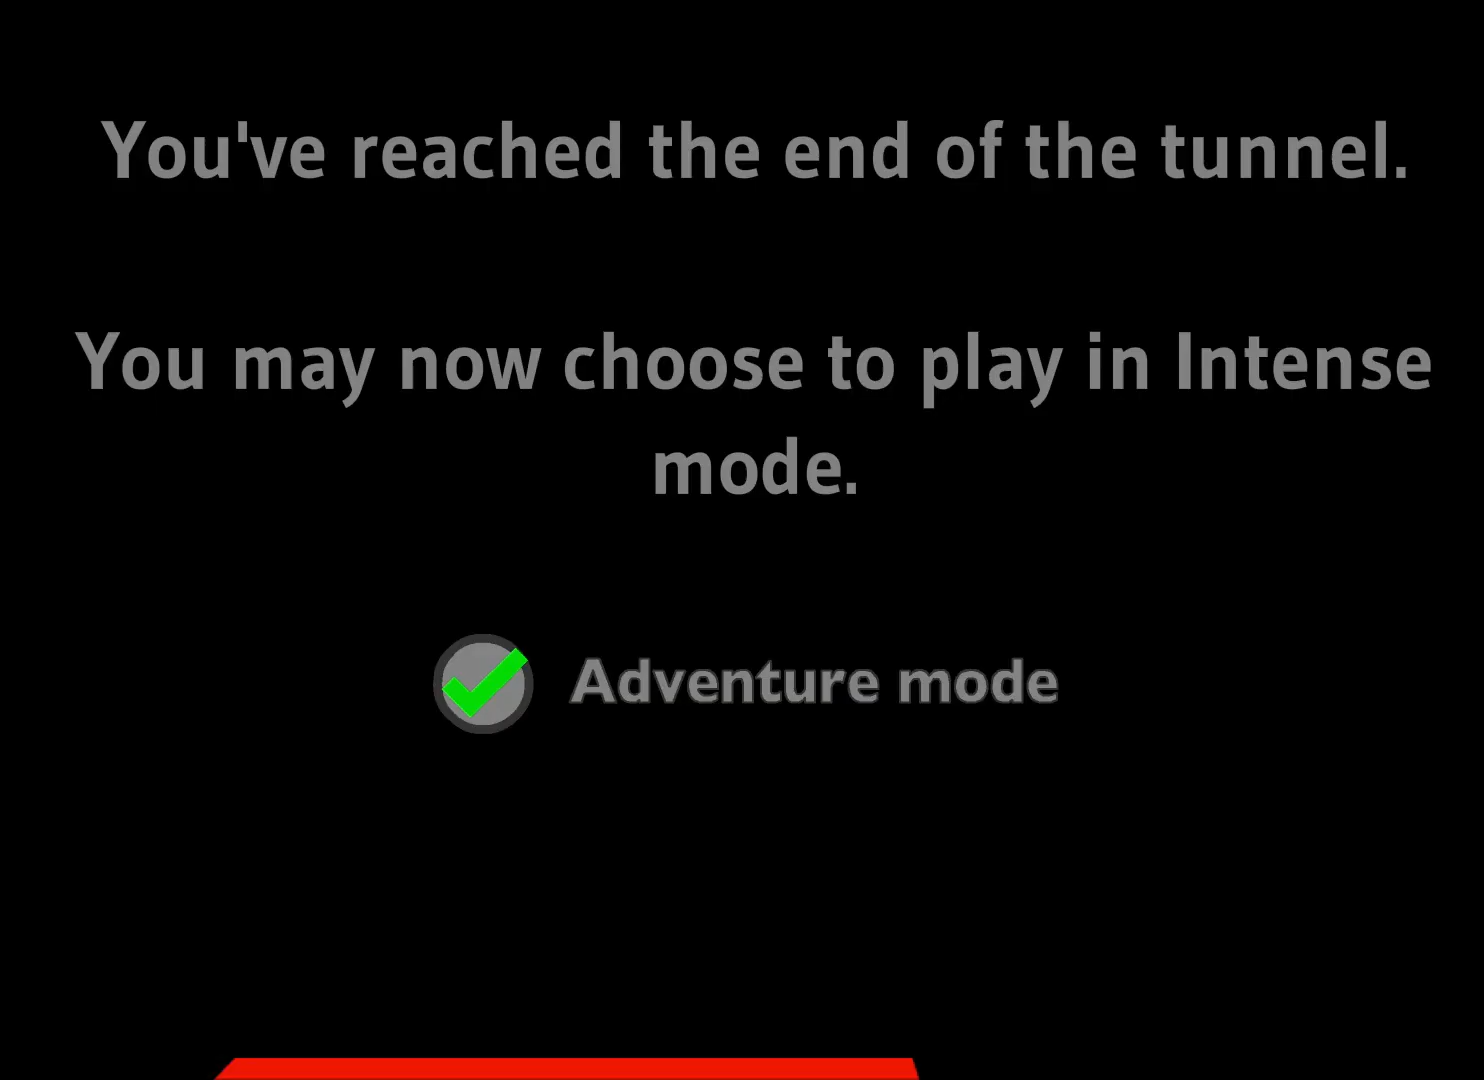 You've reached the end of the tunnel.
You may now choose to play in Intense
mode.
Adventure mode